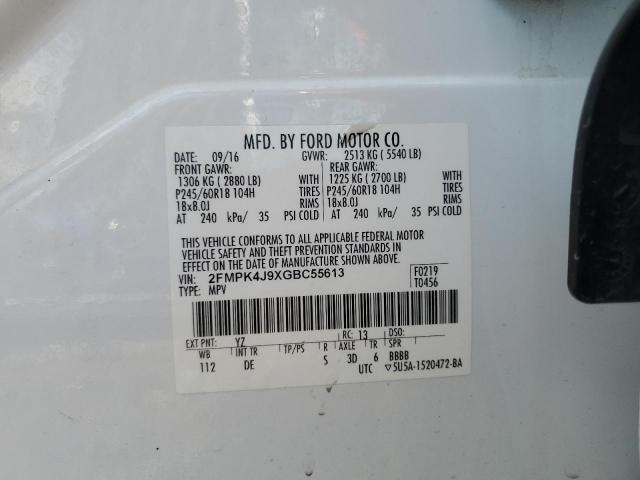 MFD. BY FORD MOTOR CO.
DATE: 09/16 GVWR: 2513 KG ( 5540 LB)
FRONT GAWR: REAR GAWR:
1306 KG ( 2880 LB) WITH 1225 KG ( 2700 LB) WITH
P245/60R18 104H TIRES P245/60R18 104H TIRES
18x8.0J RIMS 18x8.0J RIMS
AT 240 kPa/ 35 PSI COLD AT 240 kPa/ 35 PSI COLD
THIS VEHICLE CONFORMS TO ALL APPLICABLE FEDERAL MOTOR
VEHICLE SAFETY AND THEFT PREVENTION STANDARDS IN
EFFECT ON THE DATE OF MANUFACTURE SHOWN ABOVE.
VIN: 2FMPK4J9XGBC55613 F0219
TYPE: MPV T0456
EXT PNT: YZ RC: 13 DSO:
WB INT TR TP/PS R AXLE TR SPR
112 DE S 3D 6 BBBB
UTC ▽5U5A-1520472-BA